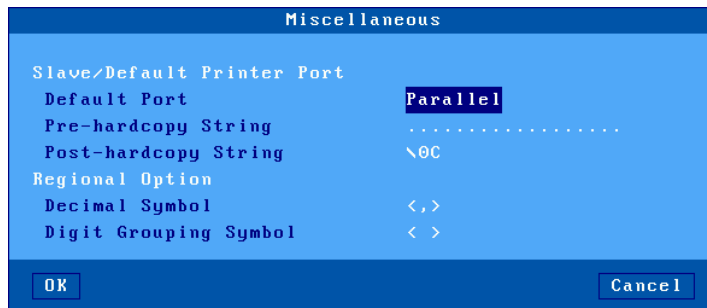 Miscellaneous
Slave/Default Printer Port
Default Port Parallel
Pre-hardcopy String ..................
Post-hardcopy String \0C
Regional Option
Decimal Symbol <,>
Digit Grouping Symbol < >
OK Cancel